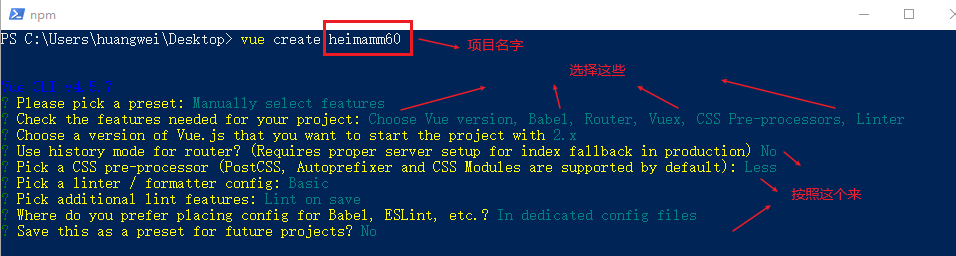 npm
PS C:\Users\huangwei\Desktop> vue create heimamm60
项目名字
选择这些
? Please pick a preset: Manually select features
? Check the features needed for your project: Choose Vue version, Babel, Router, Vuex, CSS Pre-processors, Linter
? Choose a version of Vue.js that you want to start the project with 2.x
? Use history mode for router? (Requires proper server setup for index fallback in production) No
? Pick a CSS pre-processor (PostCSS, Autoprefixer and CSS Modules are supported by default): Less
? Pick a linter / formatter config: Basic
按照这个来
? Pick additional lint features: Lint on save
? Where do you prefer placing config for Babel, ESLint, etc.? In dedicated config files
? Save this as a preset for future projects? No